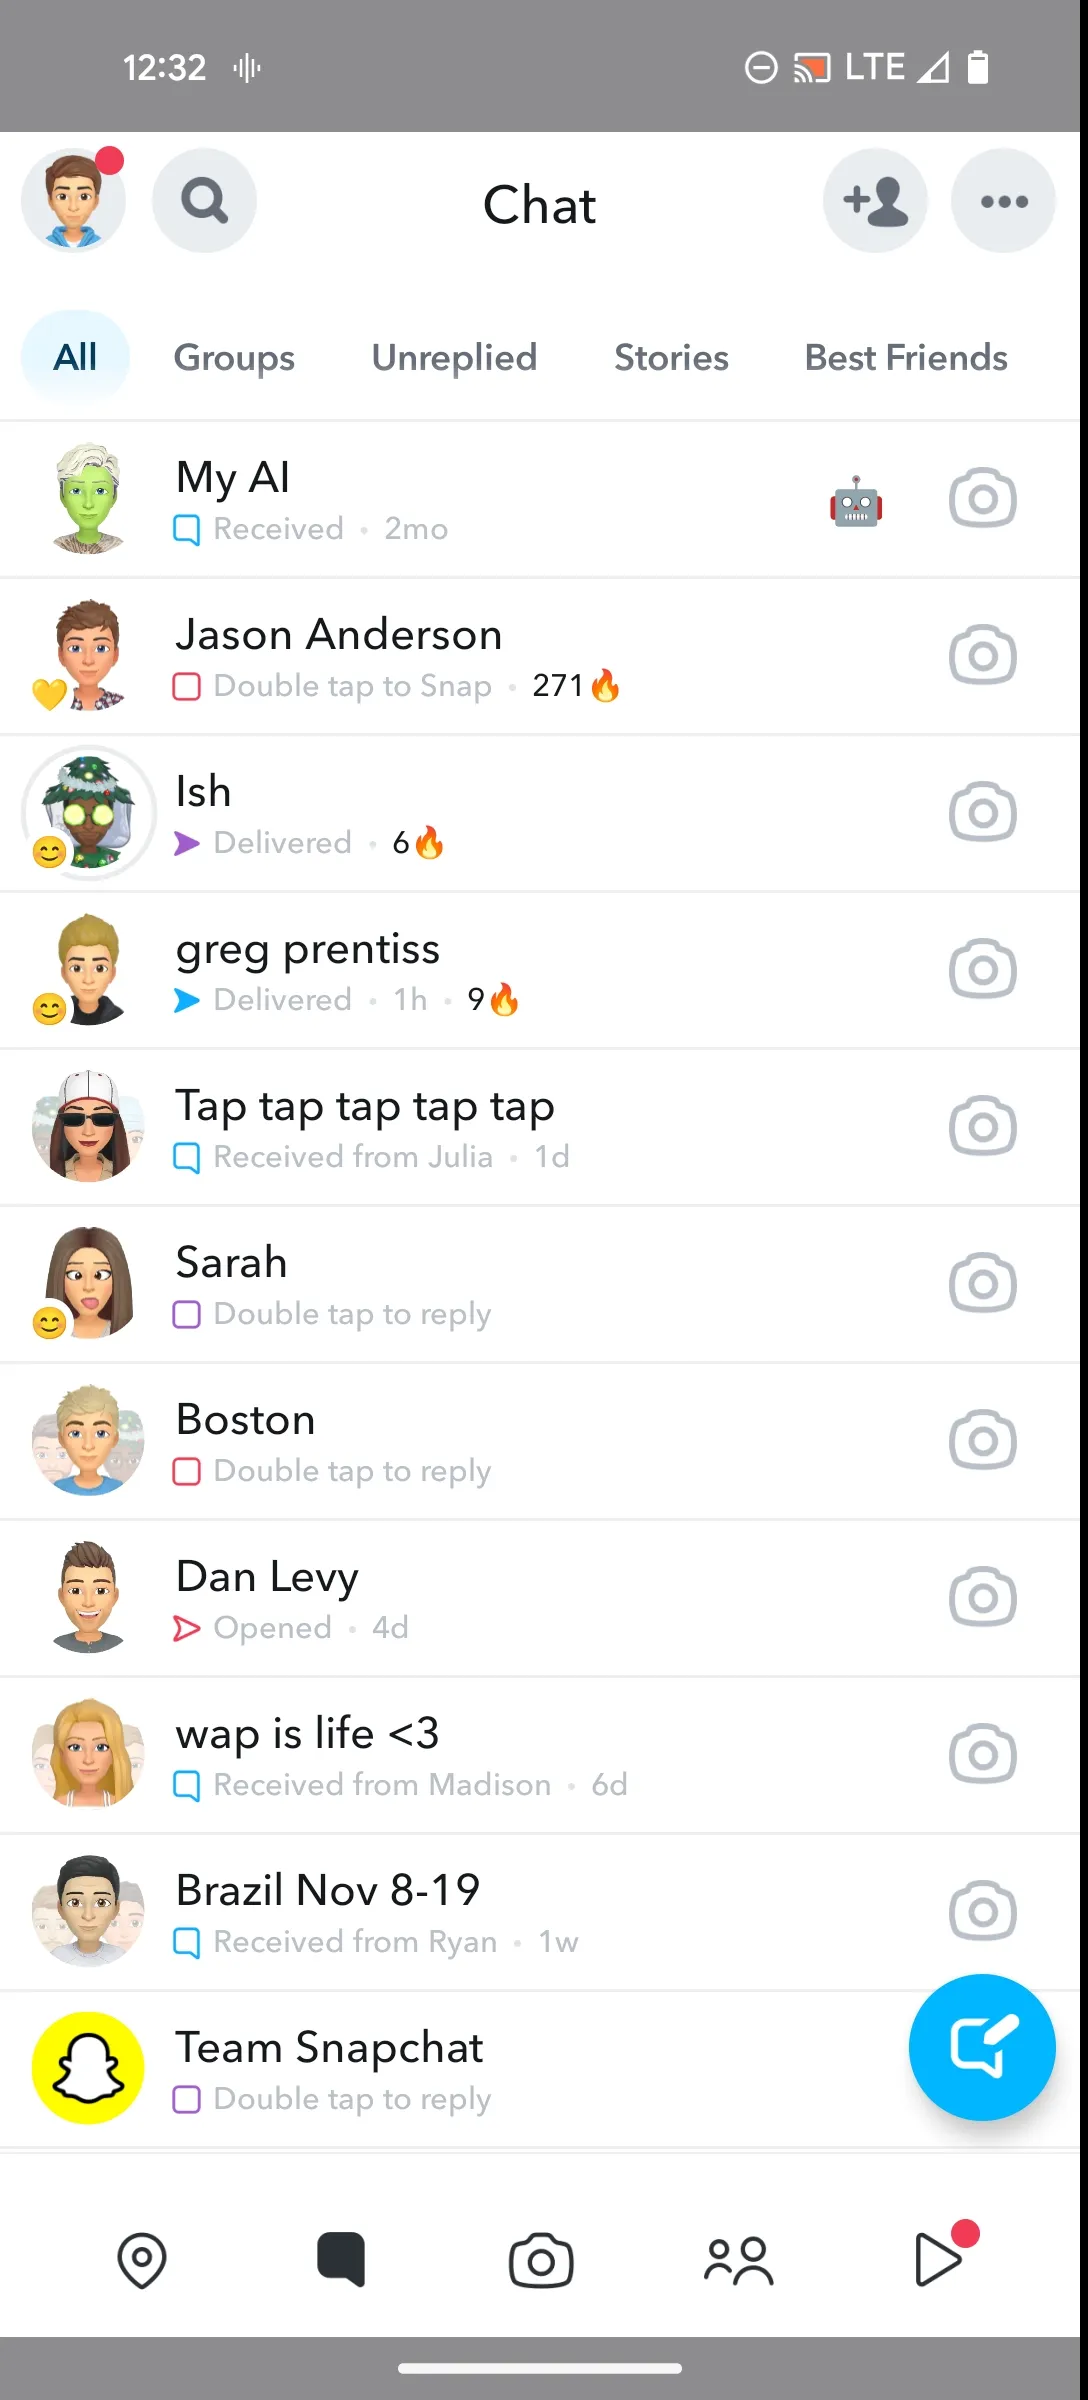 12:32 LTE
Chat
All Groups Unreplied Stories Best Friends
My AI
Received • 2mo
Jason Anderson
Double tap to Snap • 271🔥
Ish
Delivered • 6🔥
greg prentiss
Delivered • 1h • 9🔥
Tap tap tap tap tap
Received from Julia • 1d
Sarah
Double tap to reply
Boston
Double tap to reply
Dan Levy
Opened • 4d
wap is life <3
Received from Madison • 6d
Brazil Nov 8-19
Received from Ryan • 1w
Team Snapchat
Double tap to reply